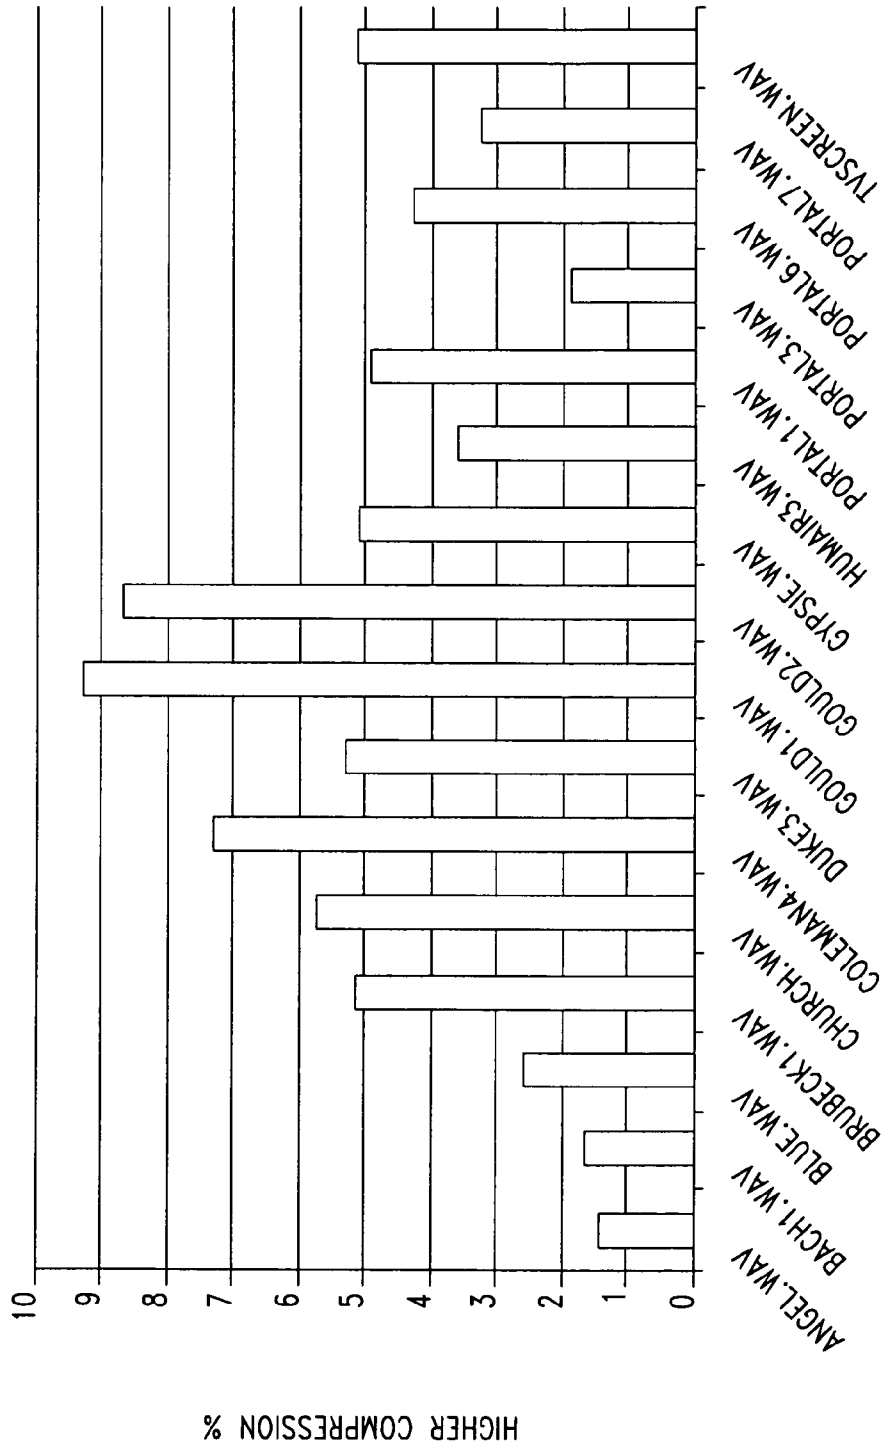 HIGHER COMPRESSION %
10
9
8
7
6
5
4
3
2
1
0
ANGEL.WAV
BACH1.WAV
BLUE.WAV
BRUBECK1.WAV
CHURCH.WAV
COLEMAN4.WAV
DUKE3.WAV
GOULD1.WAV
GOULD2.WAV
GYPSIE.WAV
HUMAIR3.WAV
PORTAL1.WAV
PORTAL3.WAV
PORTAL6.WAV
PORTAL7.WAV
TVSCREEN.WAV